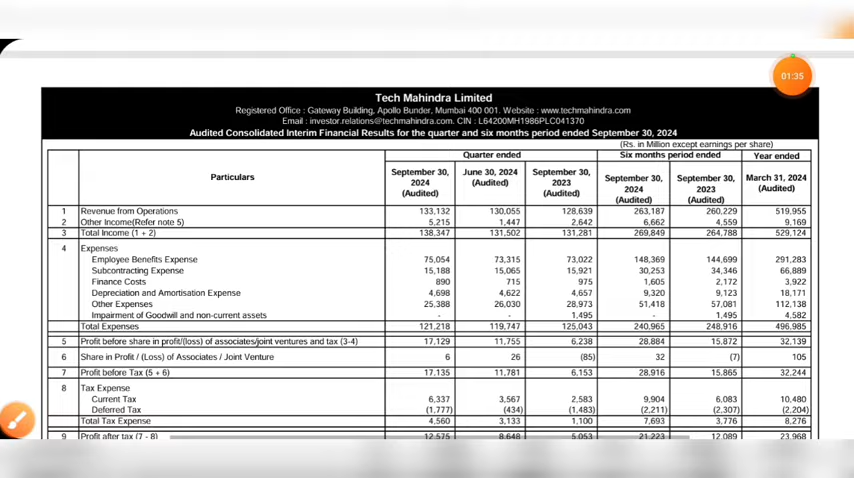 01:35
Tech Mahindra Limited
Registered Office : Gateway Building, Apollo Bunder, Mumbai 400 001. Website : www.techmahindra.com
Email : investor.relations@techmahindra.com. CIN : L64200MH1986PLC041370
Audited Consolidated Interim Financial Results for the quarter and six months period ended September 30, 2024
(Rs. in Million except earnings per share)
Quarter ended Six months period ended Year ended
Particulars September 30, 2024 (Audited) June 30, 2024 (Audited) September 30, 2023 (Audited) September 30, 2024 (Audited) September 30, 2023 (Audited) March 31, 2024 (Audited)
1 Revenue from Operations 133,132 130,055 128,639 263,187 260,229 519,955
2 Other Income(Refer note 5) 5,215 1,447 2,642 6,662 4,559 9,169
3 Total Income (1 + 2) 138,347 131,502 131,281 269,849 264,788 529,124
4 Expenses
Employee Benefits Expense 75,054 73,315 73,022 148,369 144,699 291,283
Subcontracting Expense 15,188 15,065 15,921 30,253 34,346 66,889
Finance Costs 890 715 975 1,605 2,172 3,922
Depreciation and Amortisation Expense 4,698 4,622 4,657 9,320 9,123 18,171
Other Expenses 25,388 26,030 28,973 51,418 57,081 112,138
Impairment of Goodwill and non-current assets - - 1,495 - 1,495 4,582
Total Expenses 121,218 119,747 125,043 240,965 248,916 496,985
5 Profit before share in profit/(loss) of associates/joint ventures and tax (3-4) 17,129 11,755 6,238 28,884 15,872 32,139
6 Share in Profit / (Loss) of Associates / Joint Venture 6 26 (85) 32 (7) 105
7 Profit before Tax (5 + 6) 17,135 11,781 6,153 28,916 15,865 32,244
8 Tax Expense
Current Tax 6,337 3,567 2,583 9,904 6,083 10,480
Deferred Tax (1,777) (434) (1,483) (2,211) (2,307) (2,204)
Total Tax Expense 4,560 3,133 1,100 7,693 3,776 8,276
9 Profit after tax (7 - 8) 12,575 8,648 5,053 21,223 12,089 23,968